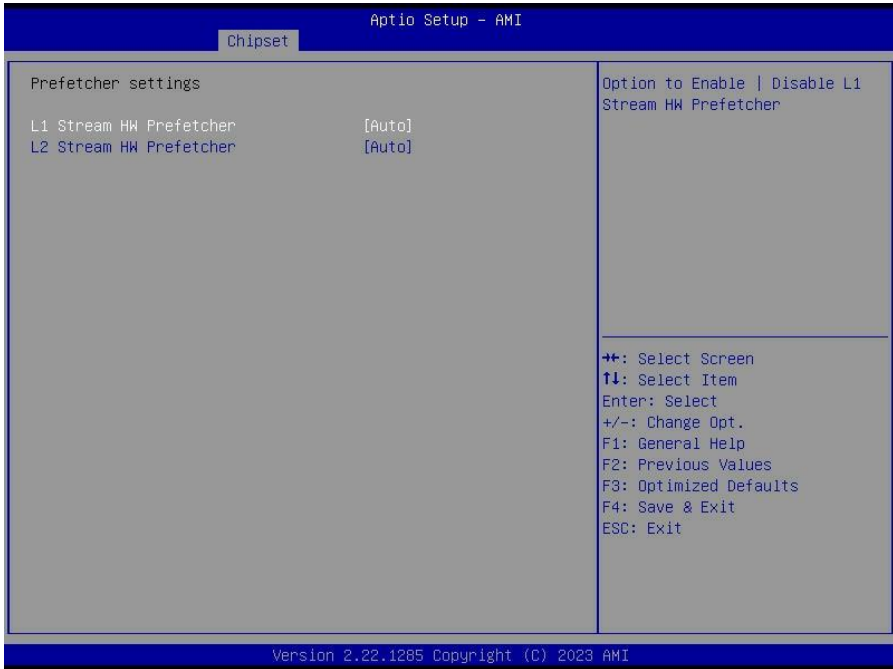 Aptio Setup – AMI
Chipset
Prefetcher settings
L1 Stream HW Prefetcher [Auto]
L2 Stream HW Prefetcher [Auto]
Option to Enable | Disable L1
Stream HW Prefetcher
→←: Select Screen
↑↓: Select Item
Enter: Select
+/-: Change Opt.
F1: General Help
F2: Previous Values
F3: Optimized Defaults
F4: Save & Exit
ESC: Exit
Version 2.22.1285 Copyright (C) 2023 AMI